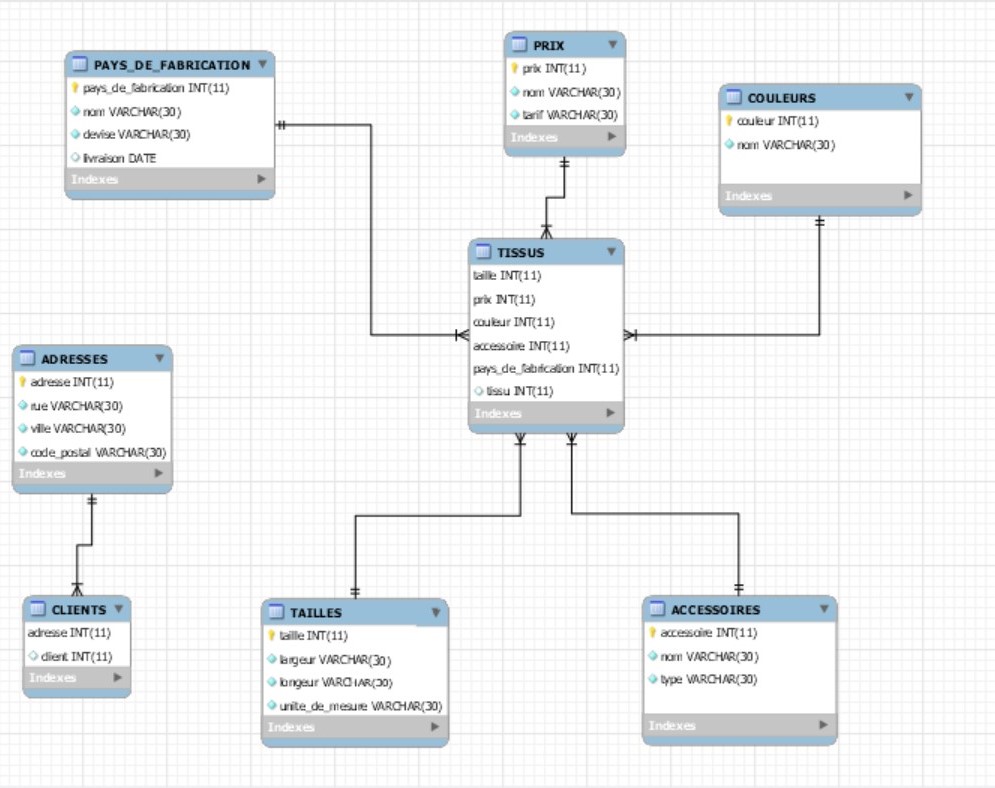 PAYS_DE_FABRICATION
pays_de_fabrication INT(11)
nom VARCHAR(30)
devise VARCHAR(30)
livraison DATE
Indexes
PRIX
prix INT(11)
nom VARCHAR(30)
tarif VARCHAR(30)
Indexes
COULEURS
couleur INT(11)
nom VARCHAR(30)
Indexes
TISSUS
taille INT(11)
prix INT(11)
couleur INT(11)
accessoire INT(11)
pays_de_fabrication INT(11)
tissu INT(11)
Indexes
ADRESSES
adresse INT(11)
rue VARCHAR(30)
ville VARCHAR(30)
code_postal VARCHAR(30)
Indexes
CLIENTS
adresse INT(11)
client INT(11)
Indexes
TAILLES
taille INT(11)
largeur VARCHAR(30)
longeur VARCHAR(30)
unite_de_mesure VARCHAR(30)
Indexes
ACCESSOIRES
accessoire INT(11)
nom VARCHAR(30)
type VARCHAR(30)
Indexes